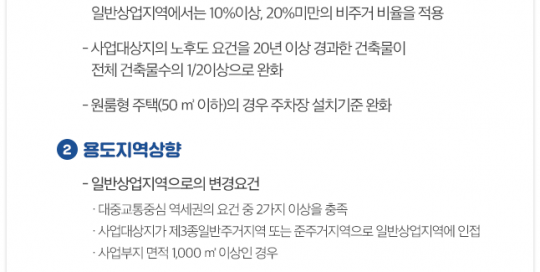 일반상업지역에서는 10%이상, 20%미만의 비주거 비율을 적용
- 사업대상지의 노후도 요건을 20년 이상 경과한 건축물이
전체 건축물수의 1/2이상으로 완화
- 원룸형 주택(50㎡ 이하)의 경우 주차장 설치기준 완화
2 용도지역상향
- 일반상업지역으로의 변경요건
· 대중교통중심 역세권의 요건 중 2가지 이상을 충족
· 사업대상지가 제3종일반주거지역 또는 준주거지역으로 일반상업지역에 인접
· 사업부지 면적 1,000㎡ 이상인 경우